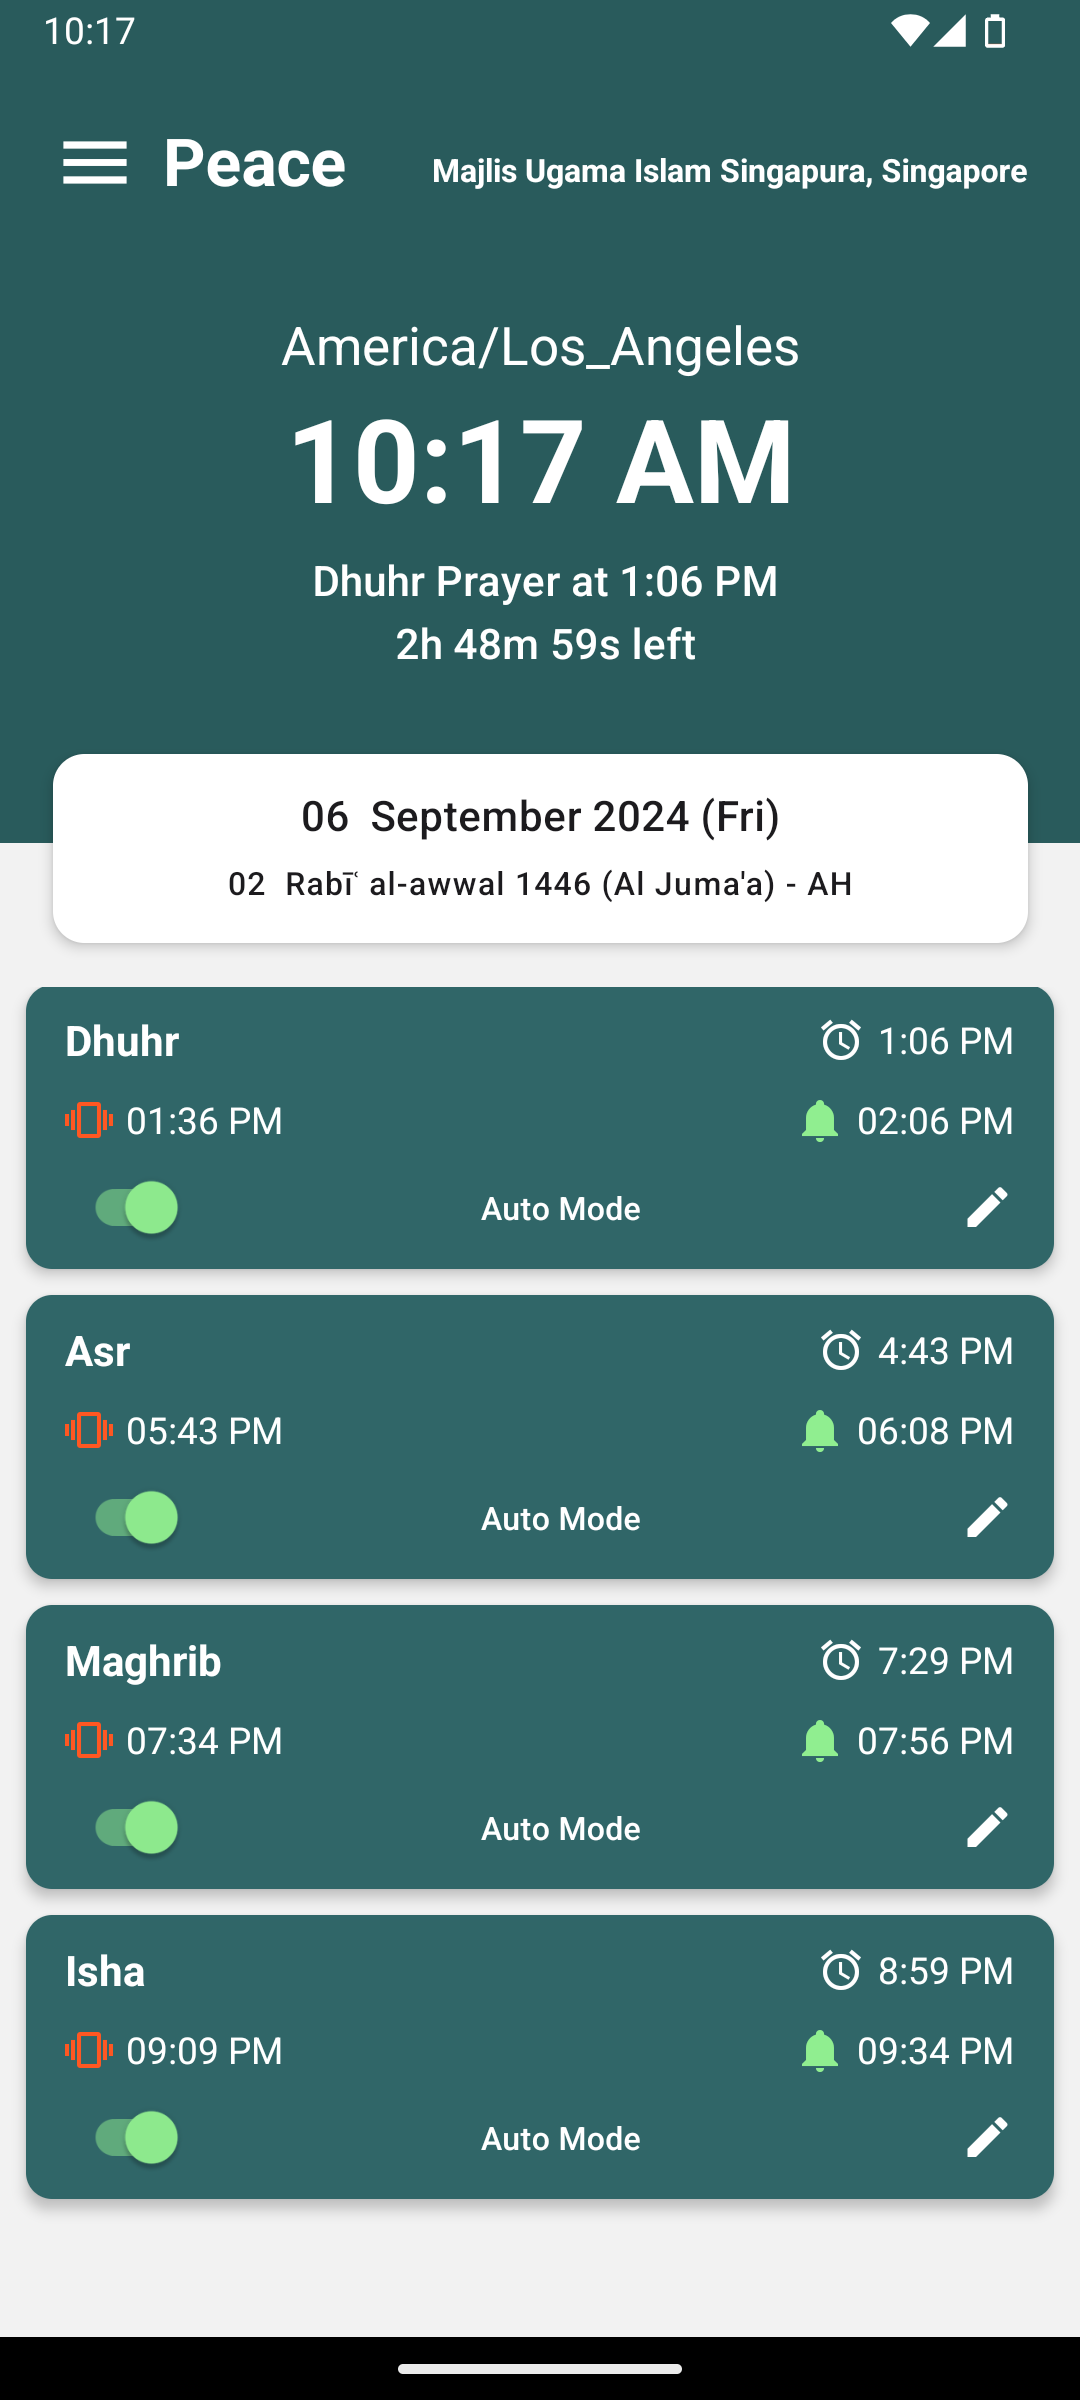 10:17
Peace
Majlis Ugama Islam Singapura, Singapore
America/Los_Angeles
10:17 AM
Dhuhr Prayer at 1:06 PM
2h 48m 59s left
06 September 2024 (Fri)
02 Rabīʿ al-awwal 1446 (Al Juma'a) - AH
Dhuhr 1:06 PM
01:36 PM 02:06 PM
Auto Mode
Asr 4:43 PM
05:43 PM 06:08 PM
Auto Mode
Maghrib 7:29 PM
07:34 PM 07:56 PM
Auto Mode
Isha 8:59 PM
09:09 PM 09:34 PM
Auto Mode